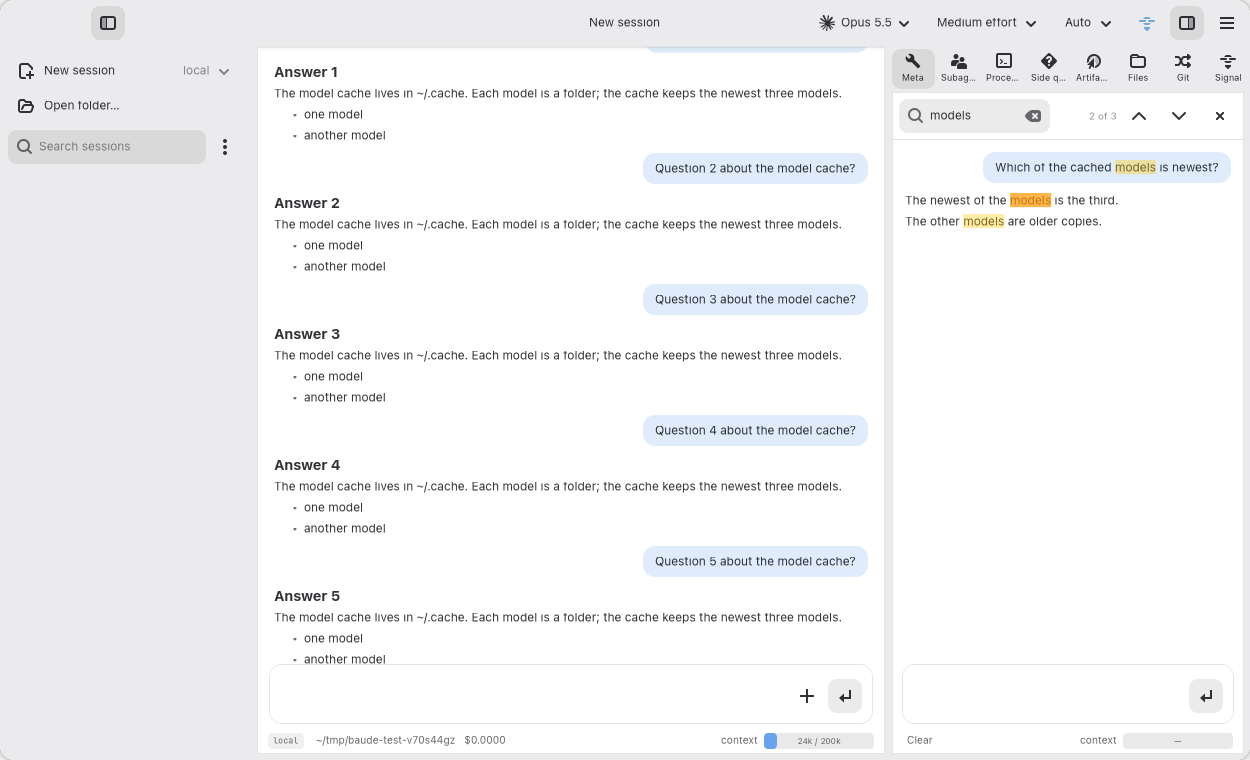 New session
Opus 5.5
Medium effort
Auto
New session
local
Open folder...
Search sessions
Answer 1
The model cache lives in ~/.cache. Each model is a folder; the cache keeps the newest three models.
- one model
- another model
Question 2 about the model cache?
Answer 2
The model cache lives in ~/.cache. Each model is a folder; the cache keeps the newest three models.
- one model
- another model
Question 3 about the model cache?
Answer 3
The model cache lives in ~/.cache. Each model is a folder; the cache keeps the newest three models.
- one model
- another model
Question 4 about the model cache?
Answer 4
The model cache lives in ~/.cache. Each model is a folder; the cache keeps the newest three models.
- one model
- another model
Question 5 about the model cache?
Answer 5
The model cache lives in ~/.cache. Each model is a folder; the cache keeps the newest three models.
- one model
- another model
local ~/tmp/baude-test-v70s44gz $0.0000 context 24k / 200k
Meta Subag... Proce... Side q... Artifa... Files Git Signal
models 2 of 3
Which of the cached models is newest?
The newest of the models is the third.
The other models are older copies.
Clear context —